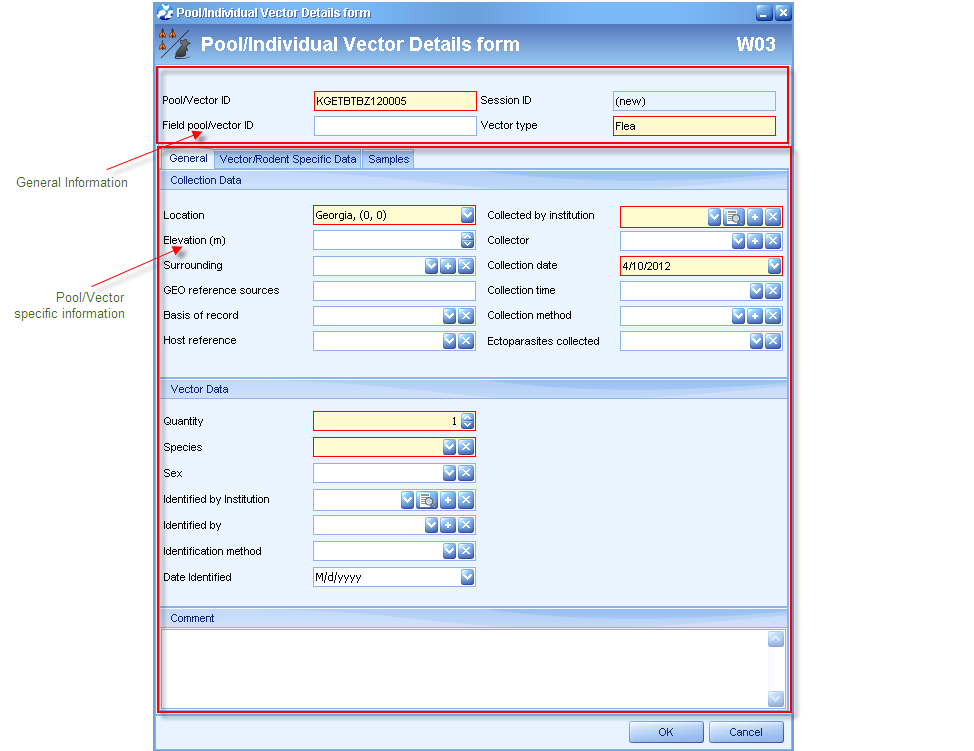 Pool/Individual Vector Details form
Pool/Individual Vector Details form W03
Pool/Vector ID KGETBTBZ120005 Session ID (new)
Field pool/vector ID Vector type Flea
General Information
General Vector/Rodent Specific Data Samples
Collection Data
Location Georgia, (0, 0) Collected by institution
Elevation (m) Collector
Surrounding Collection date 4/10/2012
GEO reference sources Collection time
Pool/Vector
specific information
Basis of record Collection method
Host reference Ectoparasites collected
Vector Data
Quantity 1
Species
Sex
Identified by Institution
Identified by
Identification method
Date Identified M/d/yyyy
Comment
OK Cancel